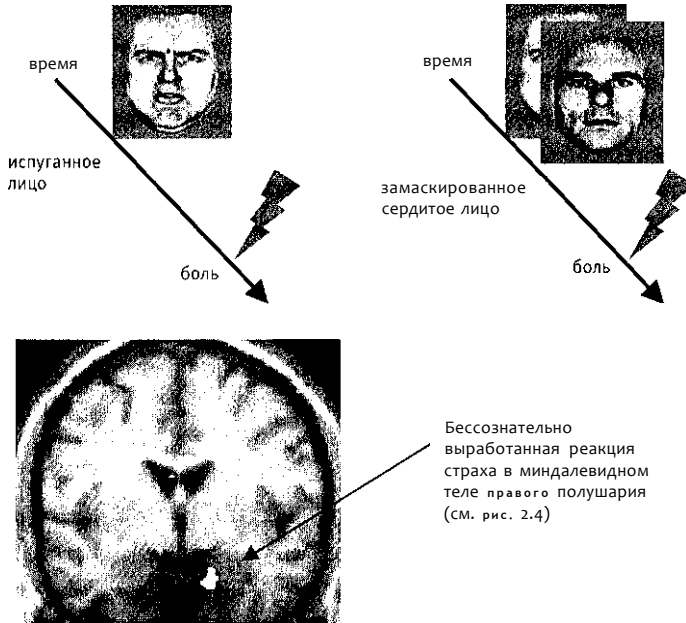 время
испуганное
лицо
боль
время
замаскированное
сердитое лицо
боль
Бессознательно
выработанная реакция
страха в миндалевидном
теле правого полушария
(см. рис. 2.4)